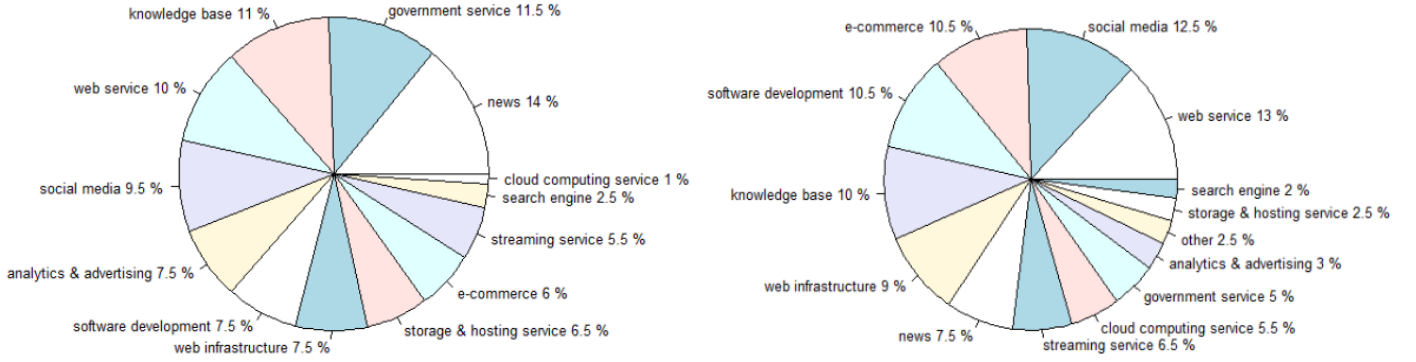 knowledge base 11 %
government service 11.5 %
web service 10 %
news 14 %
social media 9.5 %
cloud computing service 1 %
search engine 2.5 %
streaming service 5.5 %
analytics & advertising 7.5 %
e-commerce 6 %
software development 7.5 %
storage & hosting service 6.5 %
web infrastructure 7.5 %
e-commerce 10.5 %
social media 12.5 %
software development 10.5 %
web service 13 %
knowledge base 10 %
search engine 2 %
storage & hosting service 2.5 %
other 2.5 %
analytics & advertising 3 %
web infrastructure 9 %
government service 5 %
news 7.5 %
cloud computing service 5.5 %
streaming service 6.5 %